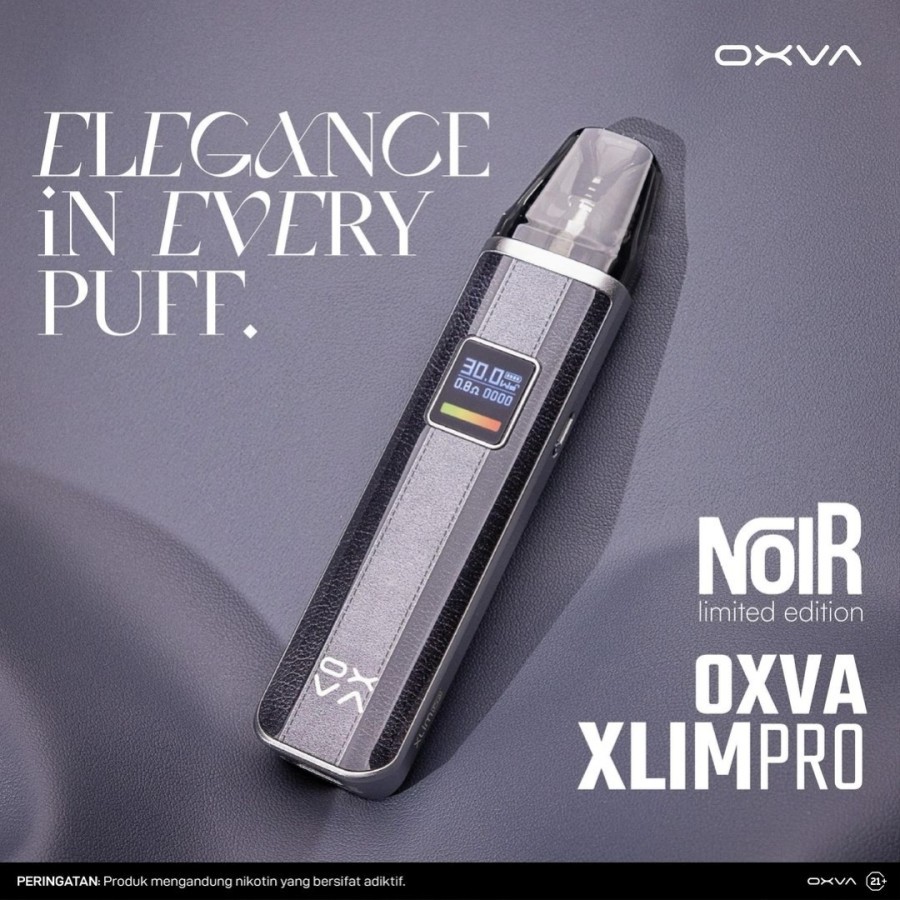 OXVA
ELEGANCE
iN EVERY
PUFF.
30.0W
0.8Ω 0000
OX
VA
NOIR
limited edition
OXVA
XLIMPRO
PERINGATAN: Produk mengandung nikotin yang bersifat adiktif.
OXVA 21+